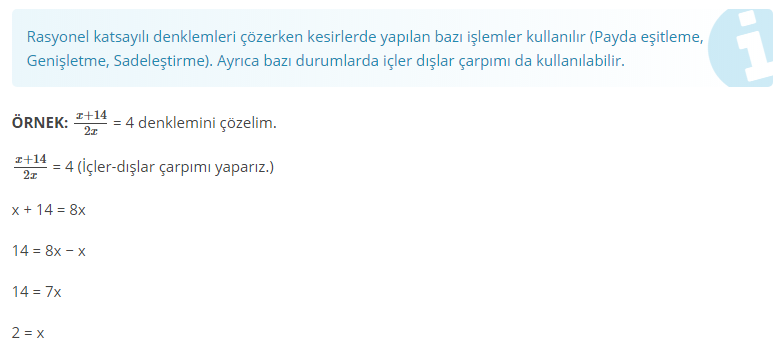 Rasyonel katsayılı denklemleri çözerken kesirlerde yapılan bazı işlemler kullanılır (Payda eşitleme,
Genişletme, Sadeleştirme). Ayrıca bazı durumlarda içler dışlar çarpımı da kullanılabilir.
ÖRNEK: \frac{x+14}{2x} = 4 denklemini çözelim.
\frac{x+14}{2x} = 4 (İçler-dışlar çarpımı yaparız.)
x + 14 = 8x
14 = 8x − x
14 = 7x
2 = x